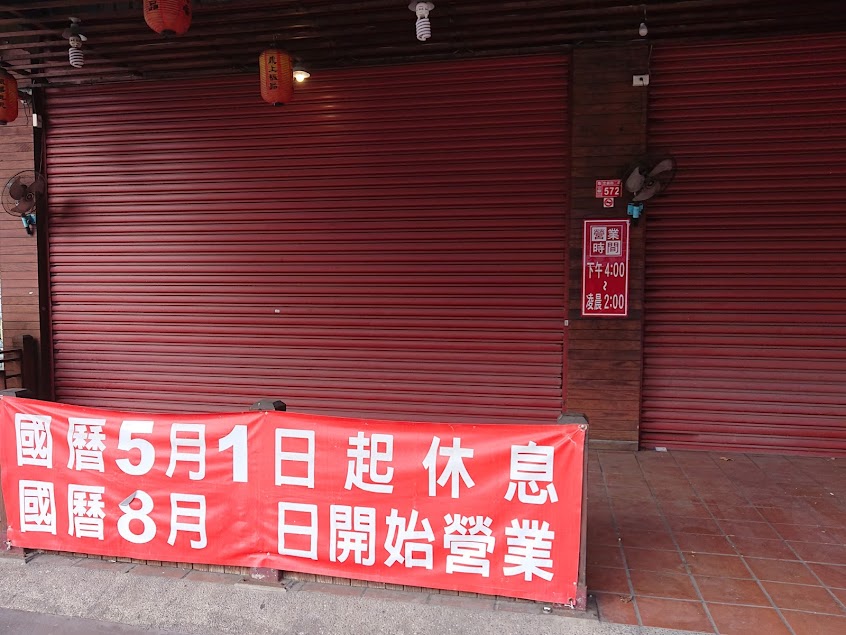 572
營業
時間
下午4:00
~
凌晨2:00
國曆5月1日起休息
國曆8月 日開始營業